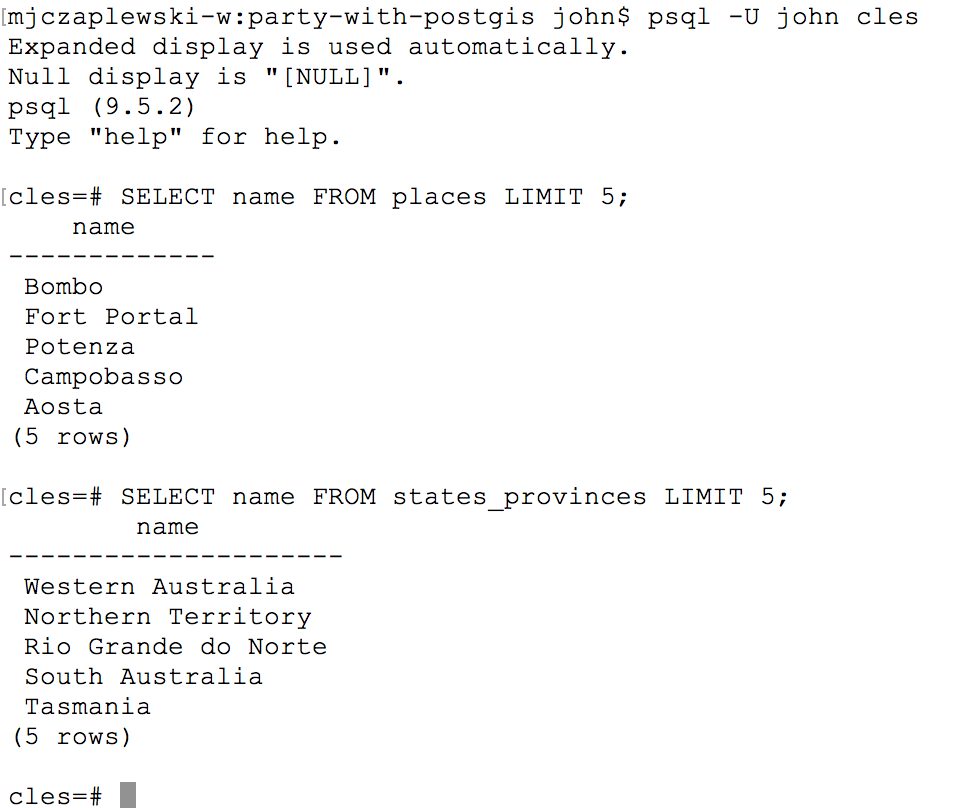 [mjczaplewski-w:party-with-postgis john$ psql -U john cles
Expanded display is used automatically.
Null display is "[NULL]".
psql (9.5.2)
Type "help" for help.

[cles=# SELECT name FROM places LIMIT 5;
    name
-------------
 Bombo
 Fort Portal
 Potenza
 Campobasso
 Aosta
(5 rows)

[cles=# SELECT name FROM states_provinces LIMIT 5;
        name
---------------------
 Western Australia
 Northern Territory
 Rio Grande do Norte
 South Australia
 Tasmania
(5 rows)

cles=#